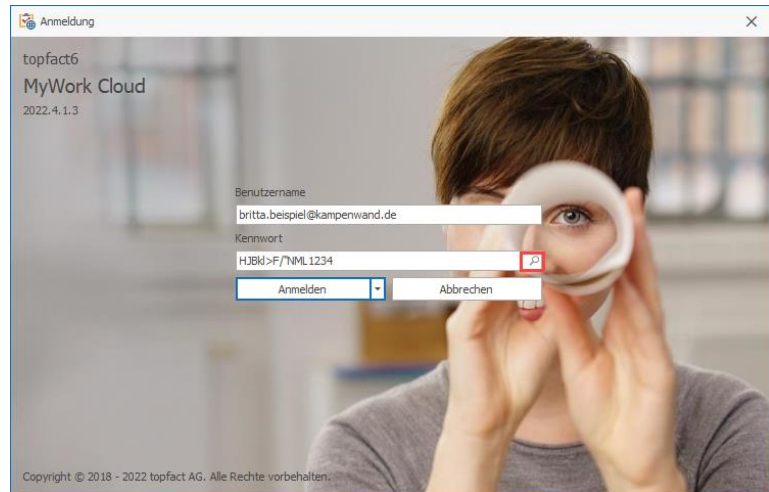 Anmeldung
topfact6
MyWork Cloud
2022.4.1.3
Benutzername
britta.beispiel@kampenwand.de
Kennwort
HJBkl>F/"NML1234
Anmelden
Abbrechen
Copyright © 2018 - 2022 topfact AG. Alle Rechte vorbehalten.